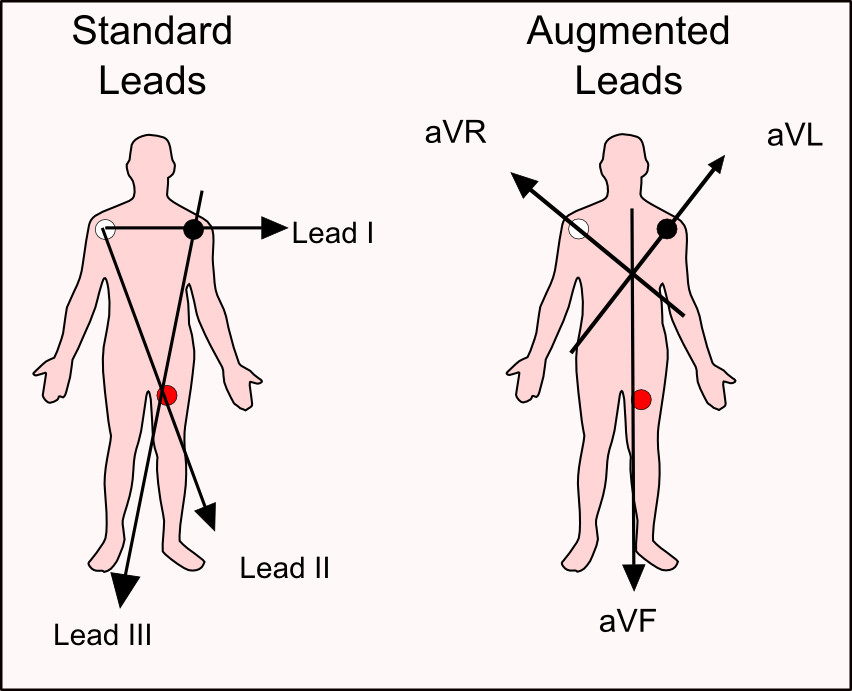 Standard
Leads
Augmented
Leads
aVR
aVL
Lead I
Lead II
Lead III
aVF